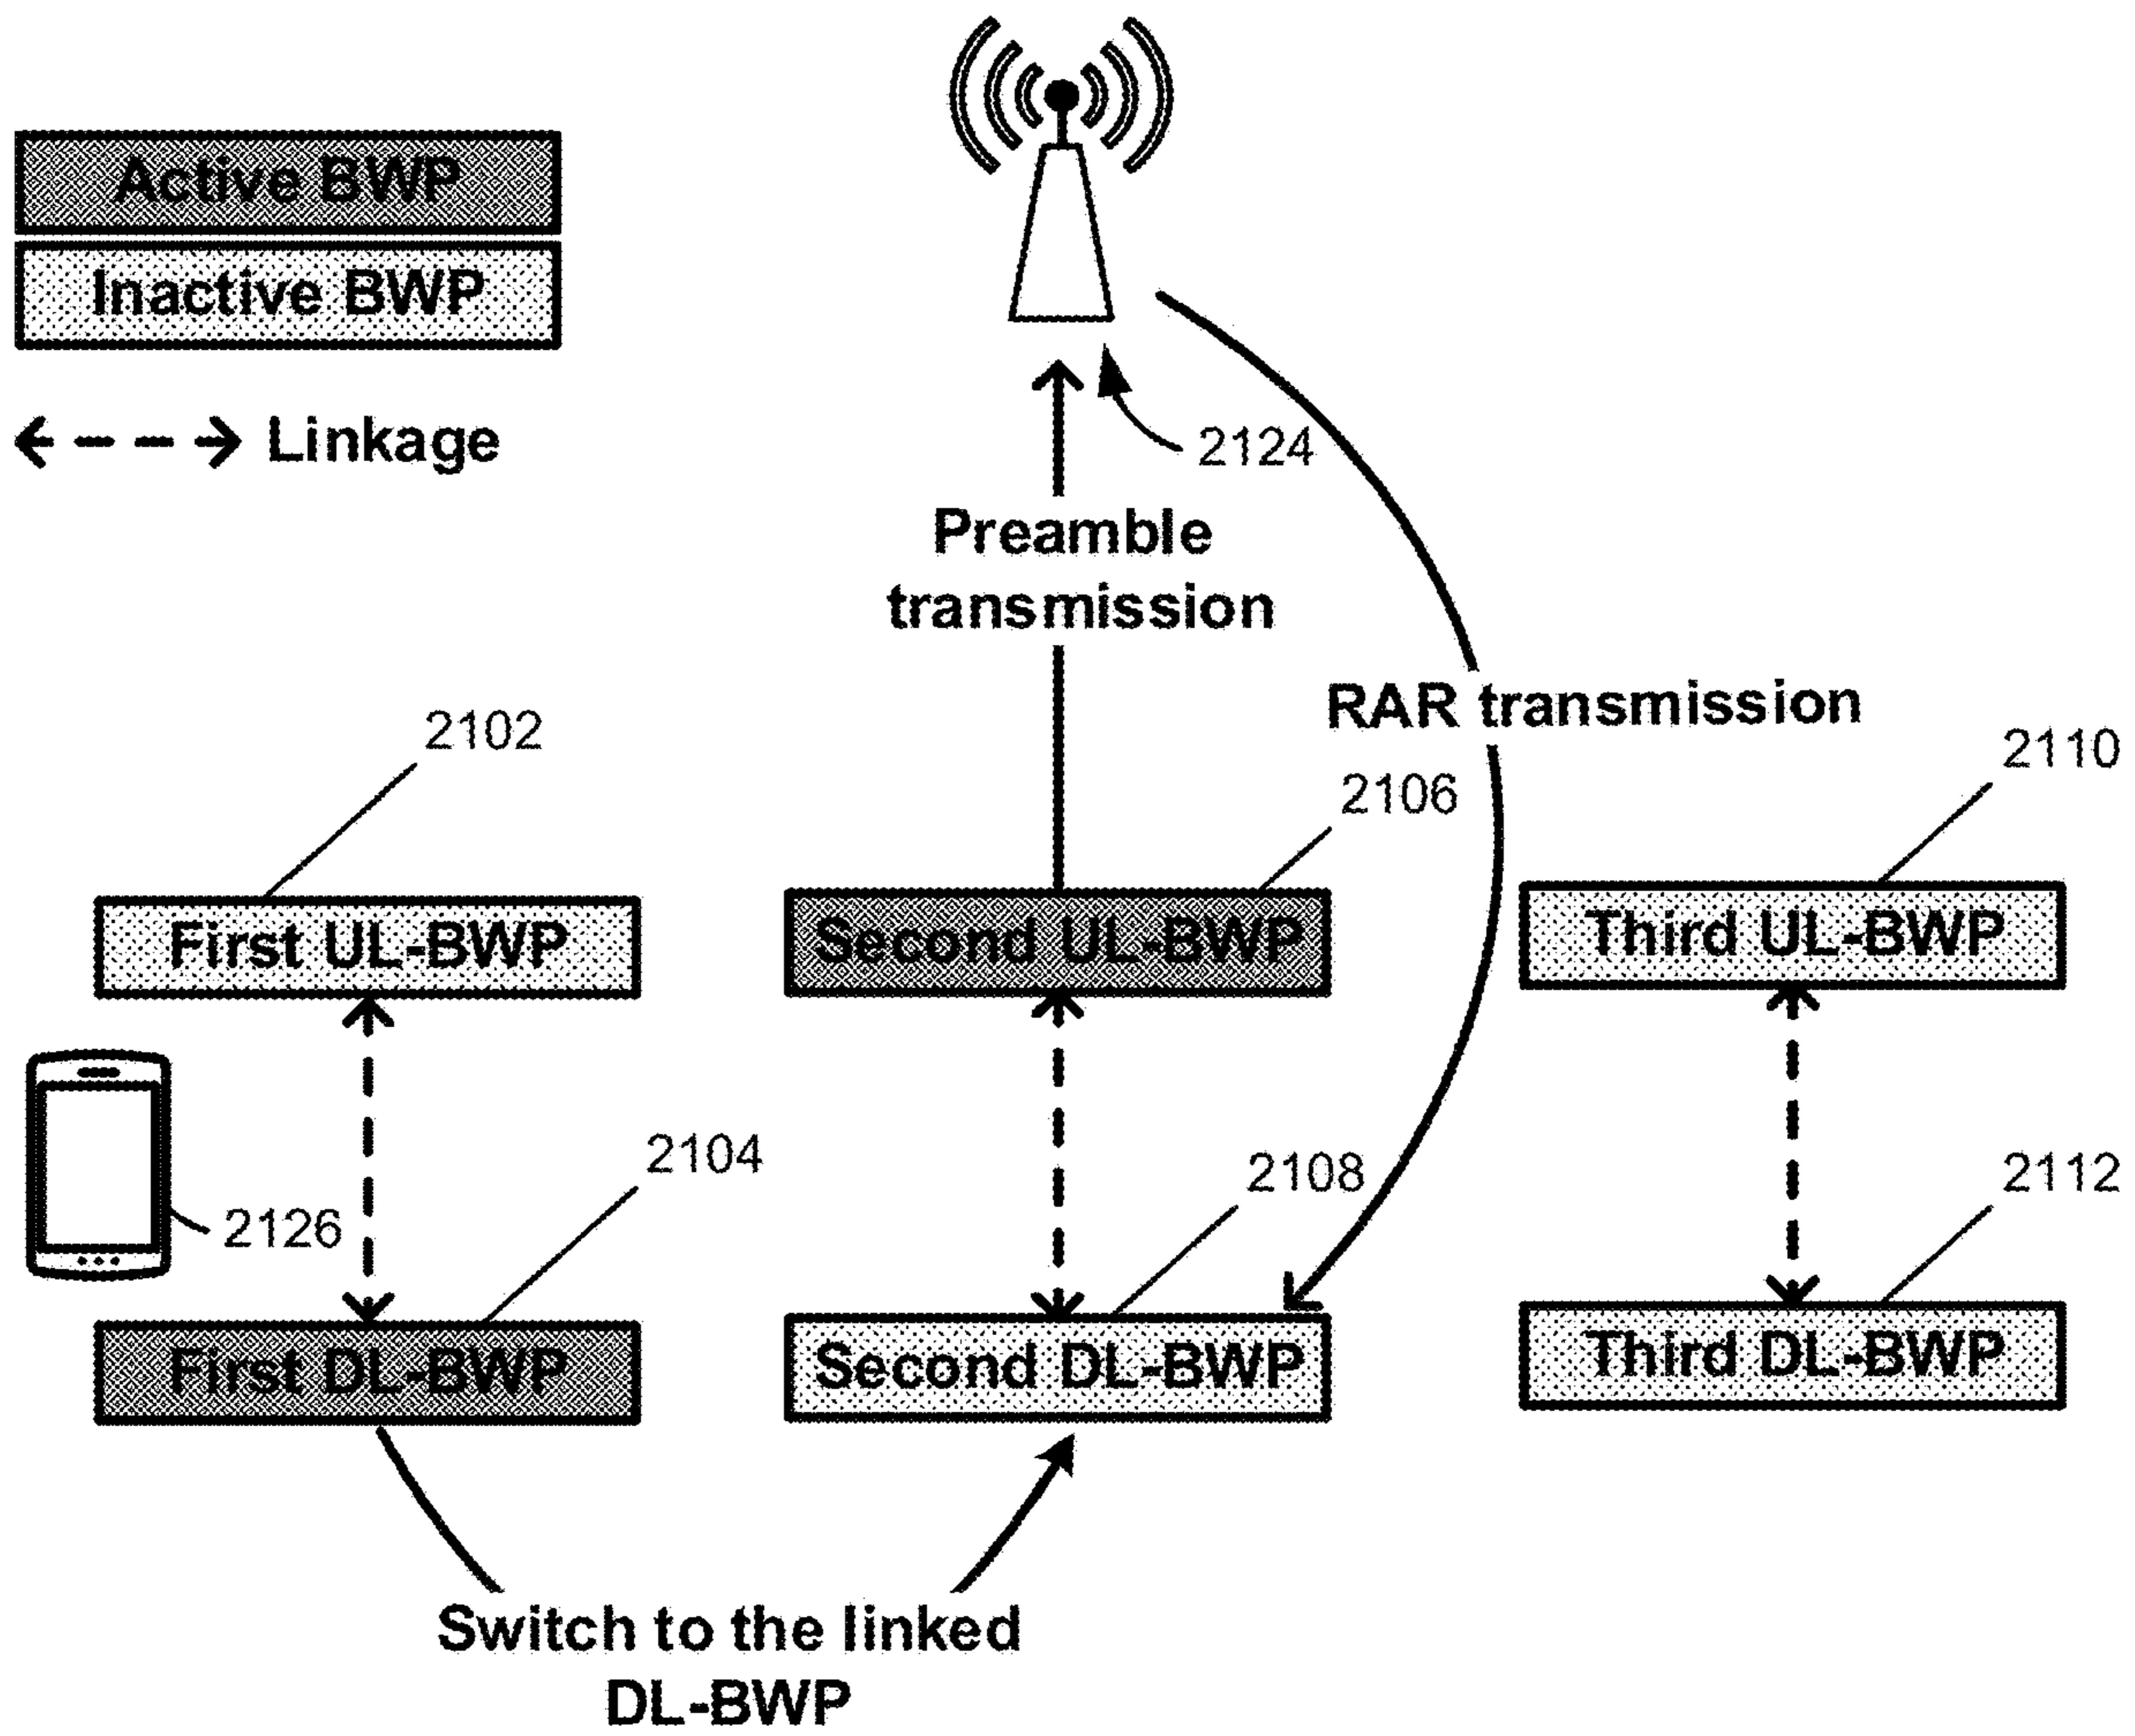 Active BWP
Inactive BWP
Linkage
2124
Preamble
transmission
RAR transmission
2102
2106
2110
First UL-BWP
Second UL-BWP
Third UL-BWP
2126
2104
2108
2112
First DL-BWP
Second DL-BWP
Third DL-BWP
Switch to the linked
DL-BWP